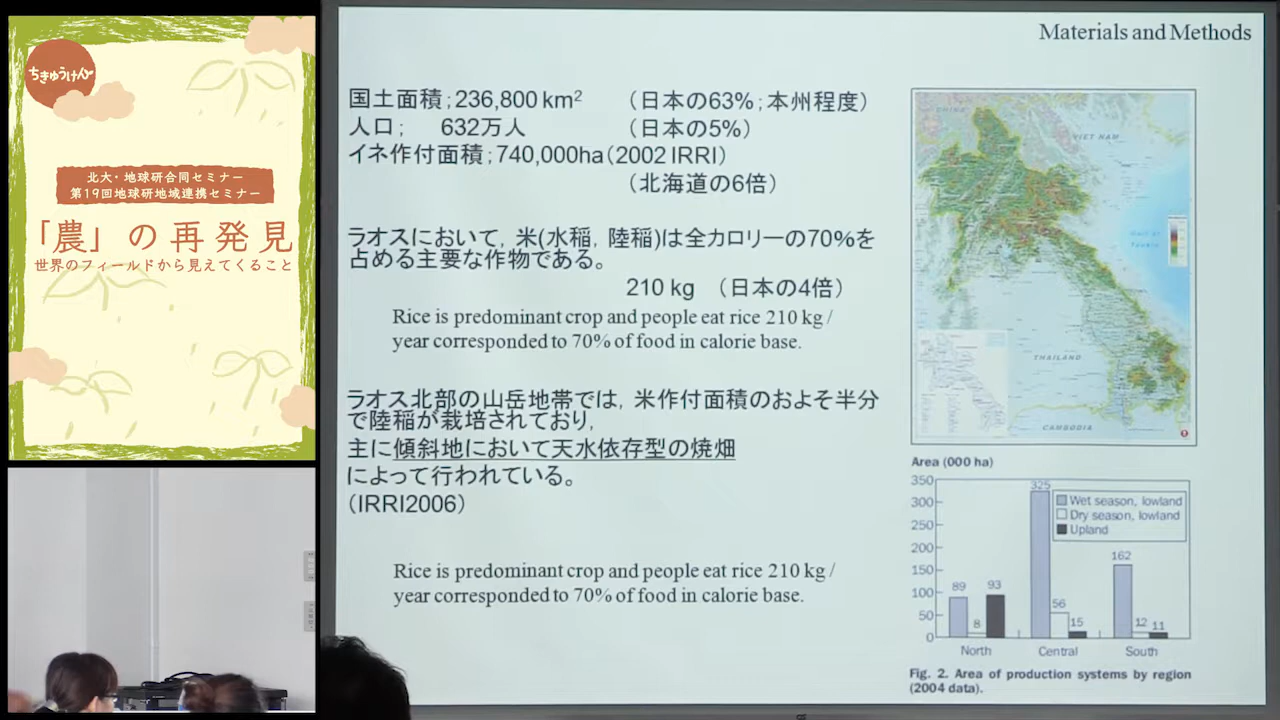 ちきゅうけん
北大・地球研合同セミナー
第19回地球研地域連携セミナー
「農」の再発見
世界のフィールドから見えてくること
Materials and Methods
国土面積；236,800 km² （日本の63%；本州程度）
人口； 632万人 （日本の5%）
イネ作付面積；740,000ha（2002 IRRI）
（北海道の6倍）
ラオスにおいて，米(水稲，陸稲)は全カロリーの70%を
占める主要な作物である。
210 kg （日本の4倍）
Rice is predominant crop and people eat rice 210 kg /
year corresponded to 70% of food in calorie base.
ラオス北部の山岳地帯では，米作付面積のおよそ半分
で陸稲が栽培されており，
主に傾斜地において天水依存型の焼畑
によって行われている。
（IRRI2006）
Rice is predominant crop and people eat rice 210 kg /
year corresponded to 70% of food in calorie base.
CHINA
VIET NAM
Gulf of
Tonkin
THAILAND
CAMBODIA
Area (000 ha)
350
300
250
200
150
100
50
0
Wet season, lowland
Dry season, lowland
Upland
89
8
93
325
56
15
162
12
11
North
Central
South
Fig. 2. Area of production systems by region
(2004 data).